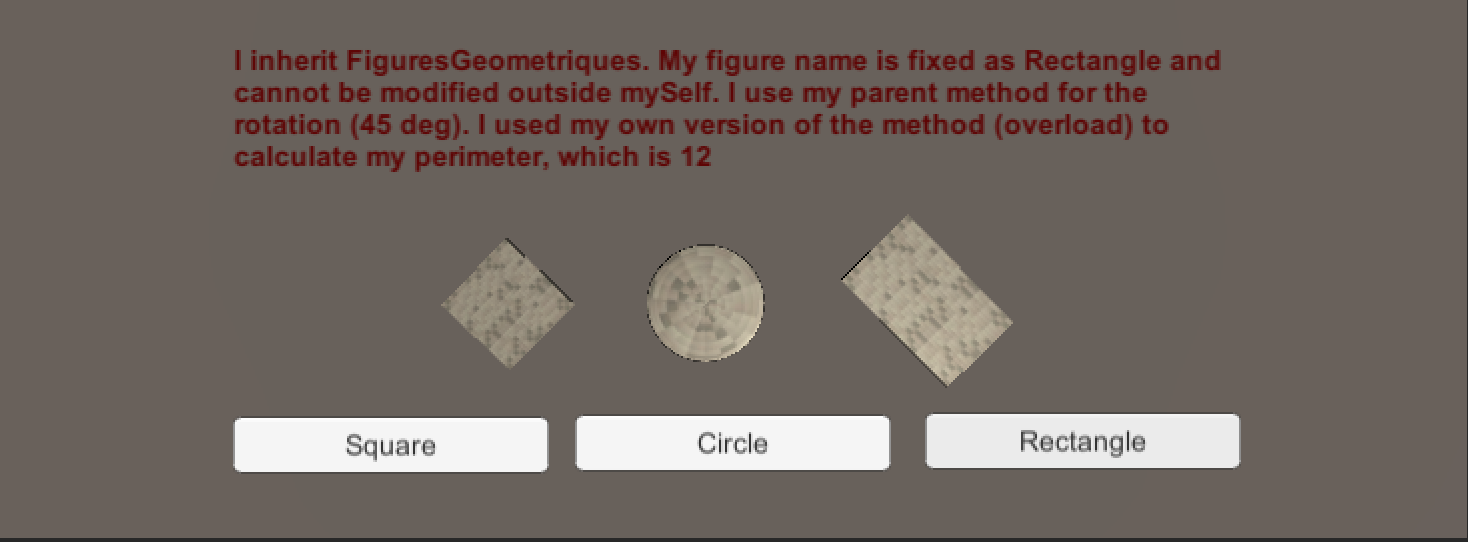 I inherit FiguresGeometriques. My figure name is fixed as Rectangle and
cannot be modified outside mySelf. I use my parent method for the
rotation (45 deg). I used my own version of the method (overload) to
calculate my perimeter, which is 12
Square
Circle
Rectangle